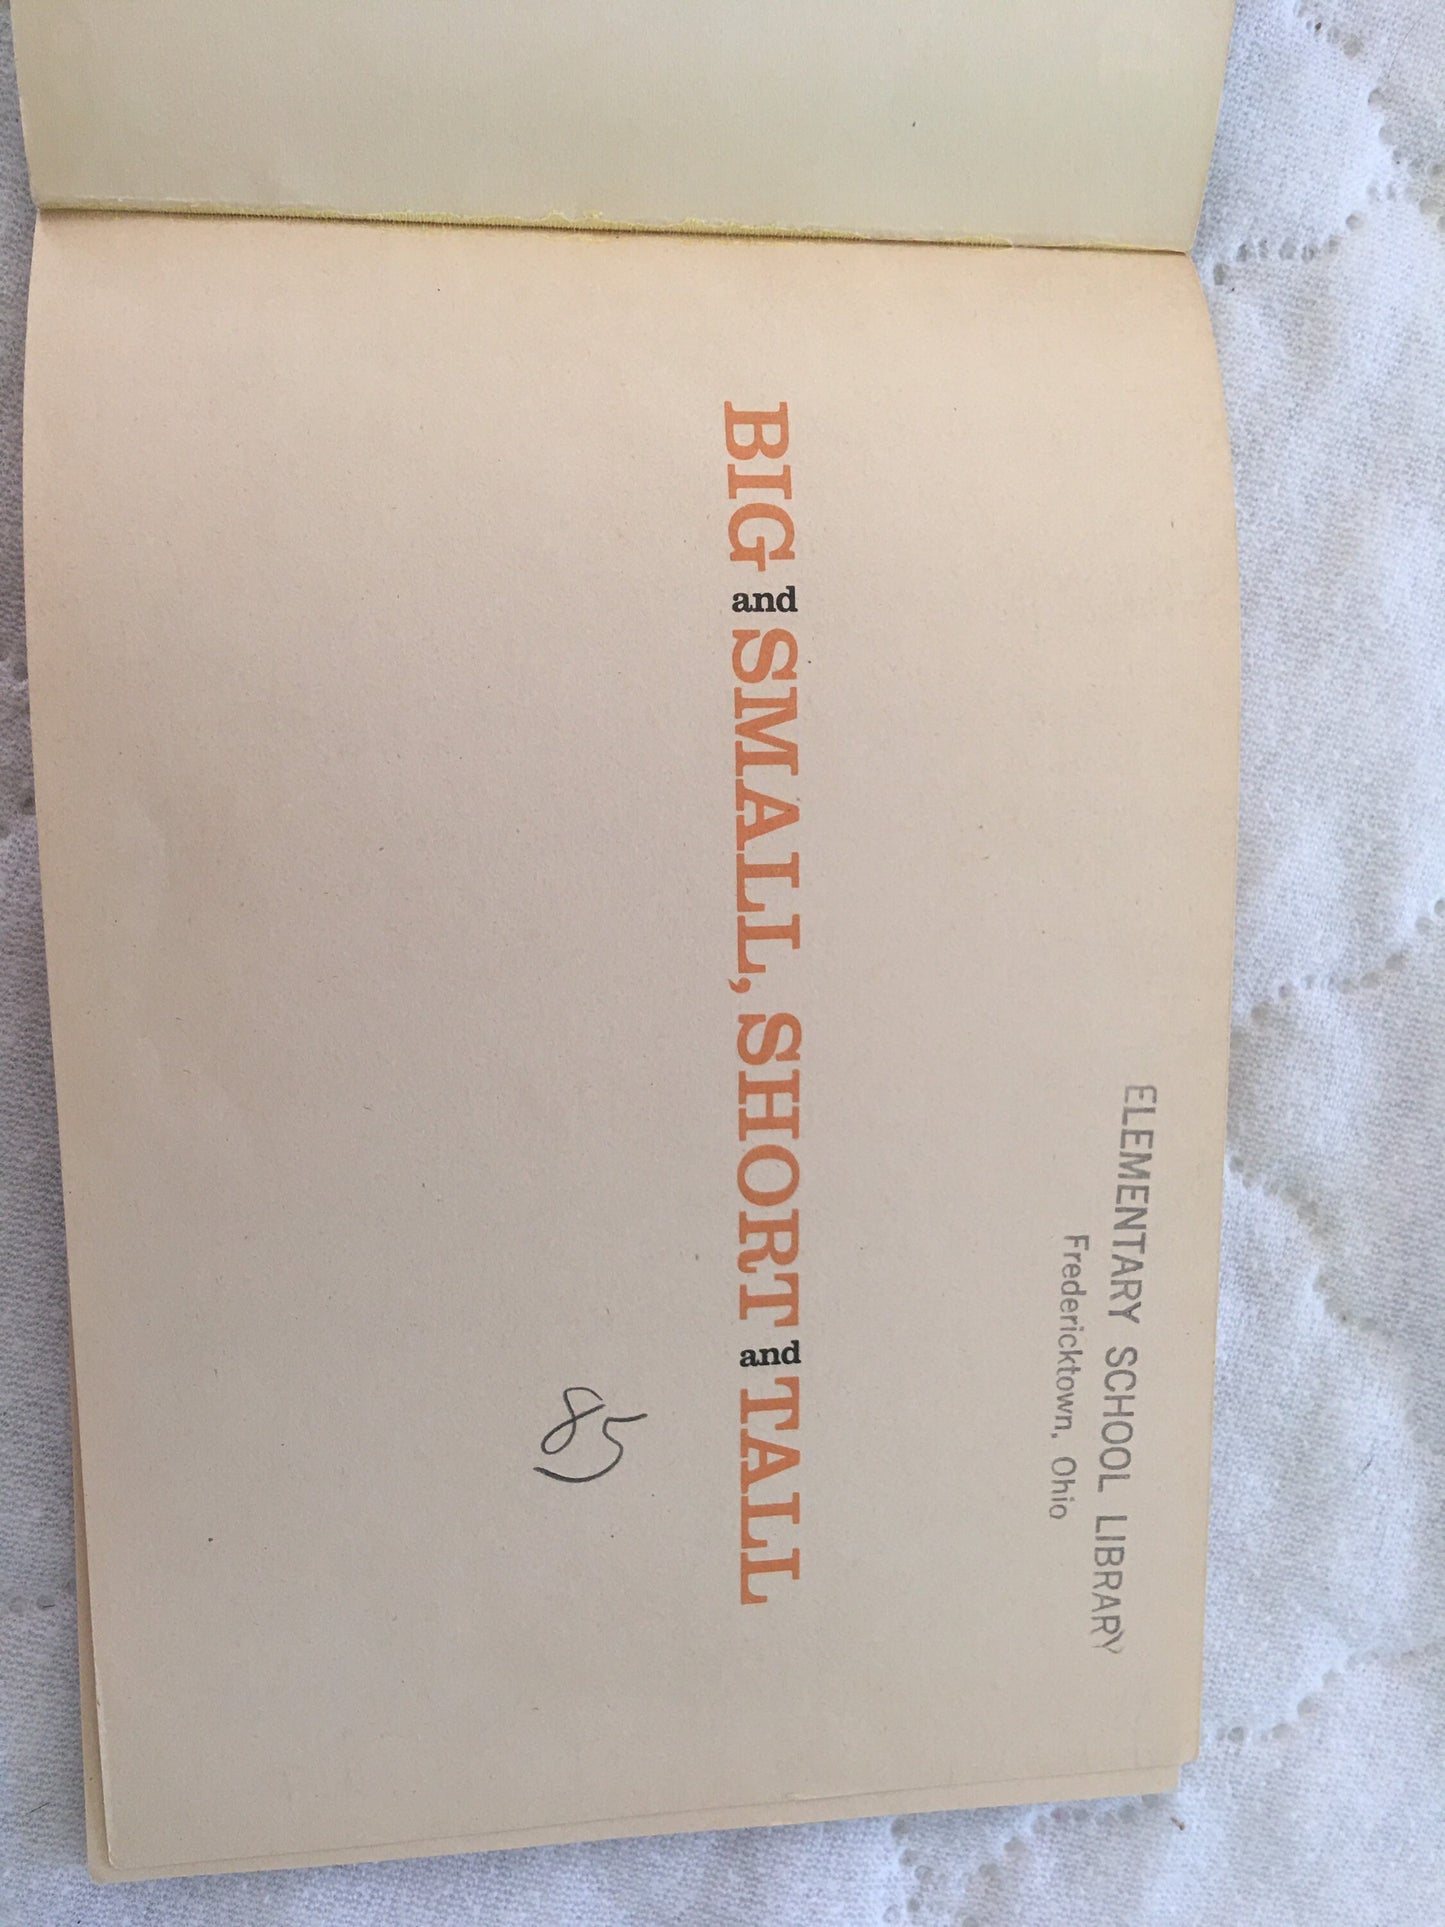 ELEMENTARY SCHOOL LIBRARY
Fredericktown, Ohio
BIG and SMALL, SHORT and TALL
85